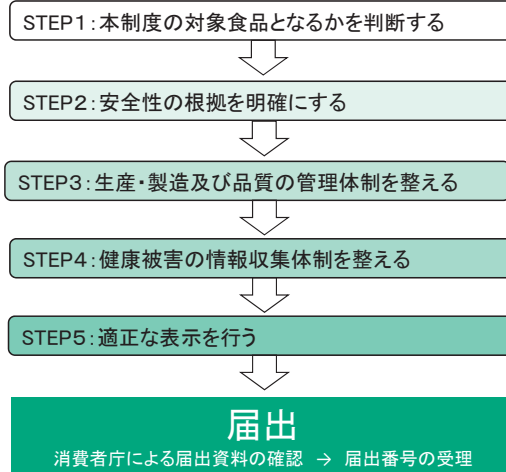 STEP1:本制度の対象食品となるかを判断する
STEP2:安全性の根拠を明確にする
STEP3:生産・製造及び品質の管理体制を整える
STEP4:健康被害の情報収集体制を整える
STEP5:適正な表示を行う
届出
消費者庁による届出資料の確認 → 届出番号の受理